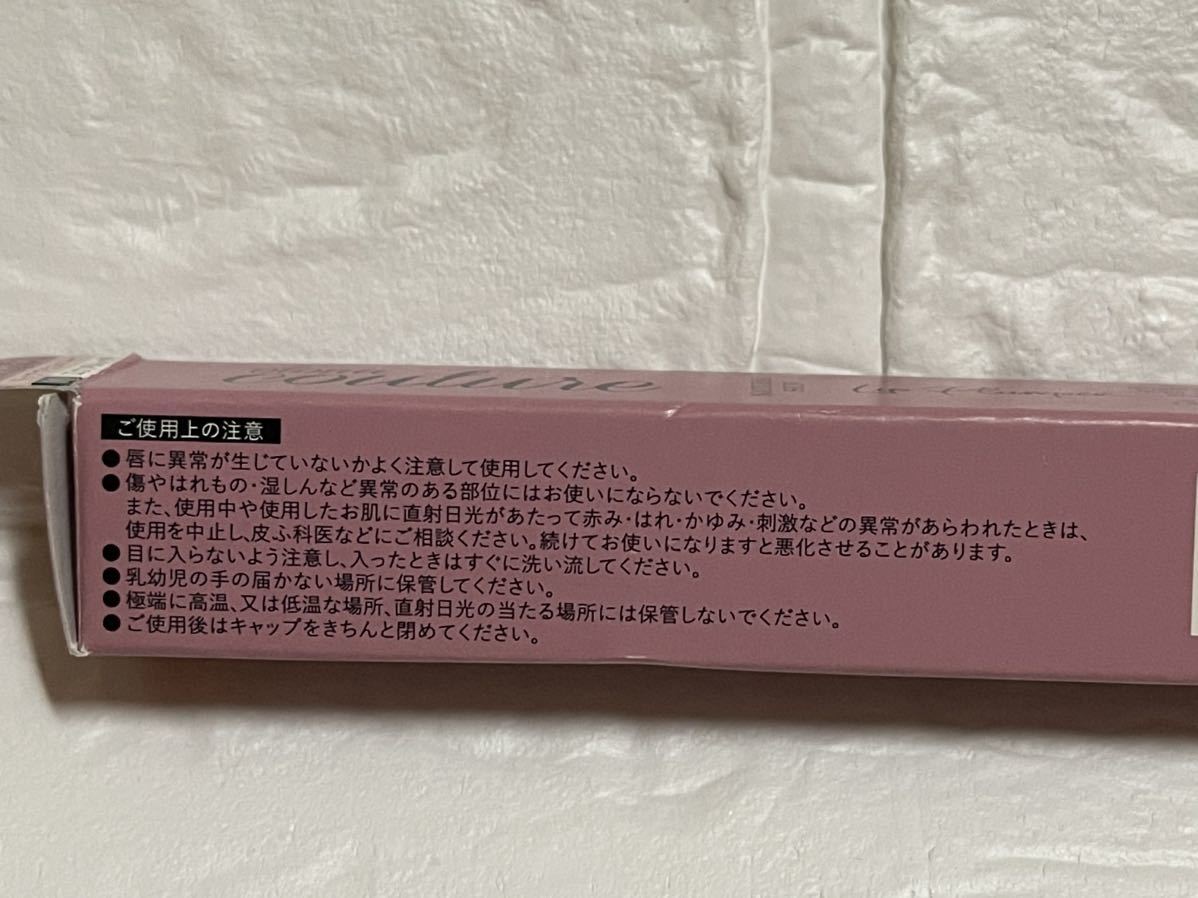 couture
ご使用上の注意
●唇に異常が生じていないかよく注意して使用してください。
●傷やはれもの・湿しんなど異常のある部位にはお使いにならないでください。
また、使用中や使用したお肌に直射日光があたって赤み・はれ・かゆみ・刺激などの異常があらわれたときは、
使用を中止し、皮ふ科医などにご相談ください。続けてお使いになりますと悪化させることがあります。
●目に入らないよう注意し、入ったときはすぐに洗い流してください。
●乳幼児の手の届かない場所に保管してください。
●極端に高温、又は低温な場所、直射日光の当たる場所には保管しないでください。
●ご使用後はキャップをきちんと閉めてください。